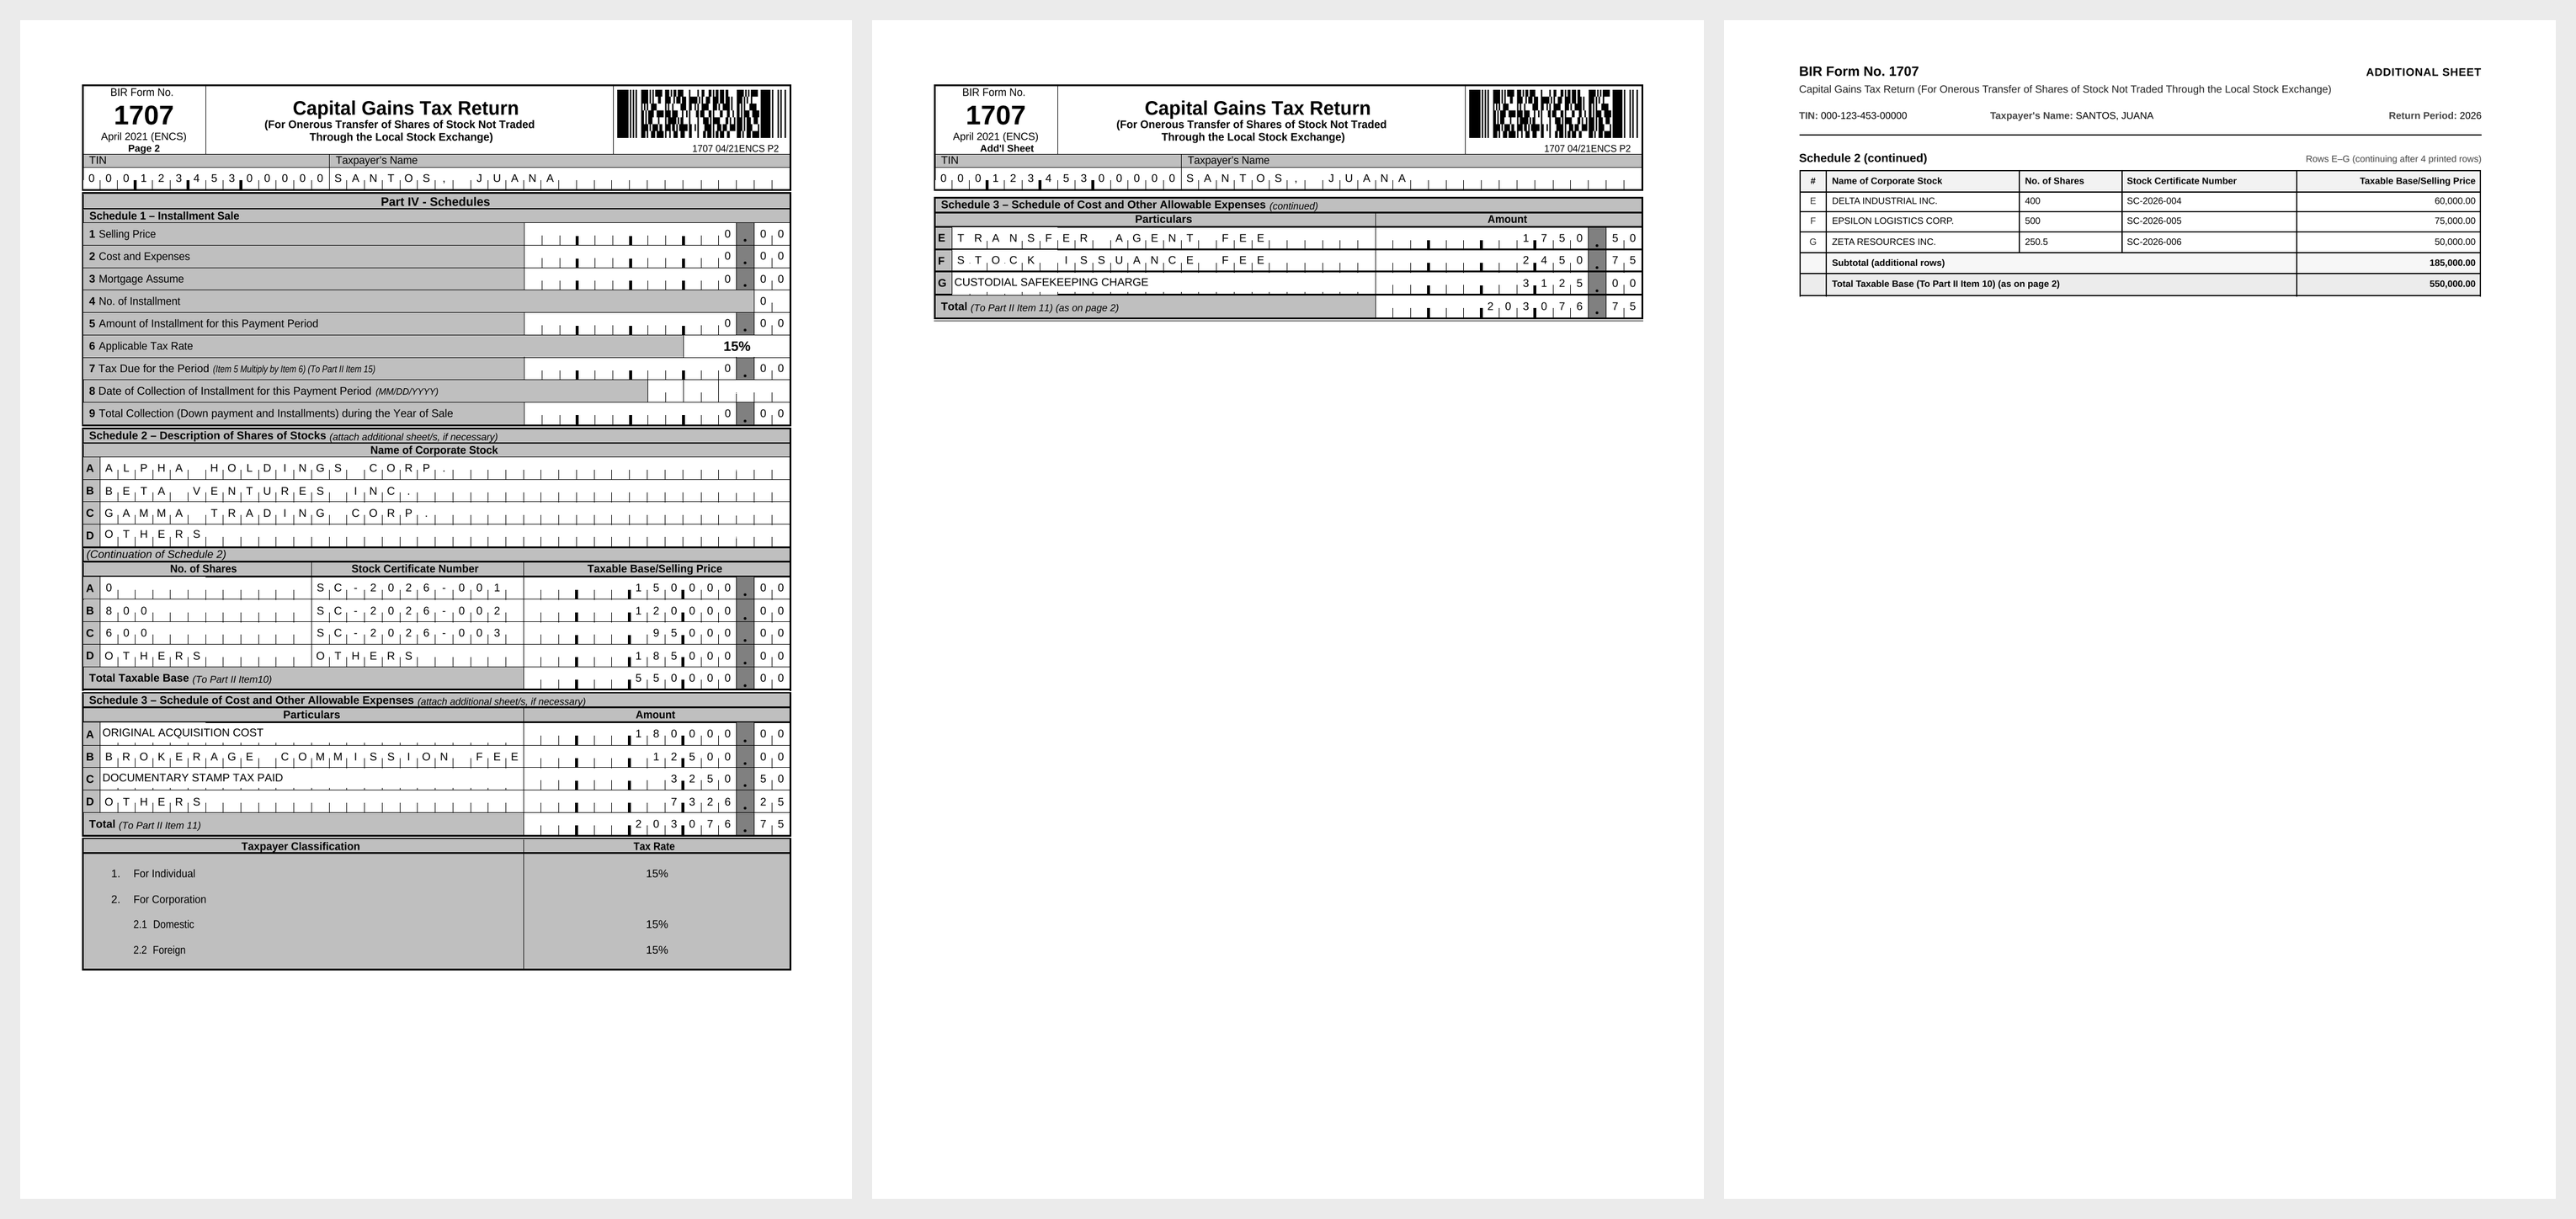 BIR Form No.
1707
April 2021 (ENCS)
Page 2
Capital Gains Tax Return
(For Onerous Transfer of Shares of Stock Not Traded
Through the Local Stock Exchange)
1707 04/21ENCS P2
TIN Taxpayer's Name
00012345300000 SANTOS, JUANA
Part IV - Schedules
Schedule 1 – Installment Sale
1 Selling Price 0.00
2 Cost and Expenses 0.00
3 Mortgage Assume 0.00
4 No. of Installment 0
5 Amount of Installment for this Payment Period 0.00
6 Applicable Tax Rate 15%
7 Tax Due for the Period (Item 5 Multiply by Item 6) (To Part II Item 15) 0.00
8 Date of Collection of Installment for this Payment Period (MM/DD/YYYY)
9 Total Collection (Down payment and Installments) during the Year of Sale 0.00
Schedule 2 – Description of Shares of Stocks (attach additional sheet/s, if necessary)
Name of Corporate Stock
A ALPHA HOLDINGS CORP.
B BETA VENTURES INC.
C GAMMA TRADING CORP.
D OTHERS
(Continuation of Schedule 2)
No. of Shares Stock Certificate Number Taxable Base/Selling Price
A 0 SC-2026-001 150000.00
B 800 SC-2026-002 120000.00
C 600 SC-2026-003 95000.00
D OTHERS OTHERS 185000.00
Total Taxable Base (To Part II Item10) 550000.00
Schedule 3 – Schedule of Cost and Other Allowable Expenses (attach additional sheet/s, if necessary)
Particulars Amount
A ORIGINAL ACQUISITION COST 180000.00
B BROKERAGE COMMISSION FEE 12500.00
C DOCUMENTARY STAMP TAX PAID 3250.50
D OTHERS 7326.25
Total (To Part II Item 11) 203076.75
Taxpayer Classification Tax Rate
1. For Individual 15%
2. For Corporation
2.1 Domestic 15%
2.2 Foreign 15%
BIR Form No.
1707
April 2021 (ENCS)
Add'l Sheet
Capital Gains Tax Return
(For Onerous Transfer of Shares of Stock Not Traded
Through the Local Stock Exchange)
1707 04/21ENCS P2
TIN Taxpayer's Name
00012345300000 SANTOS, JUANA
Schedule 3 – Schedule of Cost and Other Allowable Expenses (continued)
Particulars Amount
E TRANSFER AGENT FEE 1750.50
F STOCK ISSUANCE FEE 2450.75
G CUSTODIAL SAFEKEEPING CHARGE 3125.00
Total (To Part II Item 11) (as on page 2) 203076.75
BIR Form No. 1707 ADDITIONAL SHEET
Capital Gains Tax Return (For Onerous Transfer of Shares of Stock Not Traded Through the Local Stock Exchange)
TIN: 000-123-453-00000 Taxpayer's Name: SANTOS, JUANA Return Period: 2026
Schedule 2 (continued) Rows E–G (continuing after 4 printed rows)
# Name of Corporate Stock No. of Shares Stock Certificate Number Taxable Base/Selling Price
E DELTA INDUSTRIAL INC. 400 SC-2026-004 60,000.00
F EPSILON LOGISTICS CORP. 500 SC-2026-005 75,000.00
G ZETA RESOURCES INC. 250.5 SC-2026-006 50,000.00
Subtotal (additional rows) 185,000.00
Total Taxable Base (To Part II Item 10) (as on page 2) 550,000.00